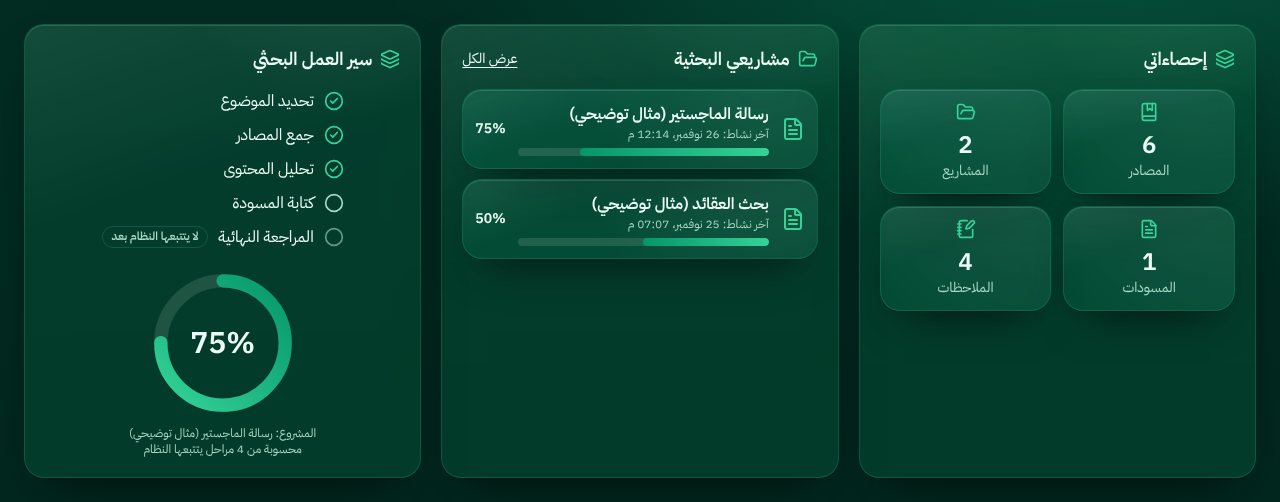 إحصاءاتي
6
المصادر
2
المشاريع
1
المسودات
4
الملاحظات
مشاريعي البحثية
عرض الكل
رسالة الماجستير (مثال توضيحي)
آخر نشاط: 26 نوفمبر، 12:14 م
75%
بحث العقائد (مثال توضيحي)
آخر نشاط: 25 نوفمبر، 07:07 م
50%
سير العمل البحثي
تحديد الموضوع
جمع المصادر
تحليل المحتوى
كتابة المسودة
المراجعة النهائية لا يتتبعها النظام بعد
75%
المشروع: رسالة الماجستير (مثال توضيحي)
محسوبة من 4 مراحل يتتبعها النظام